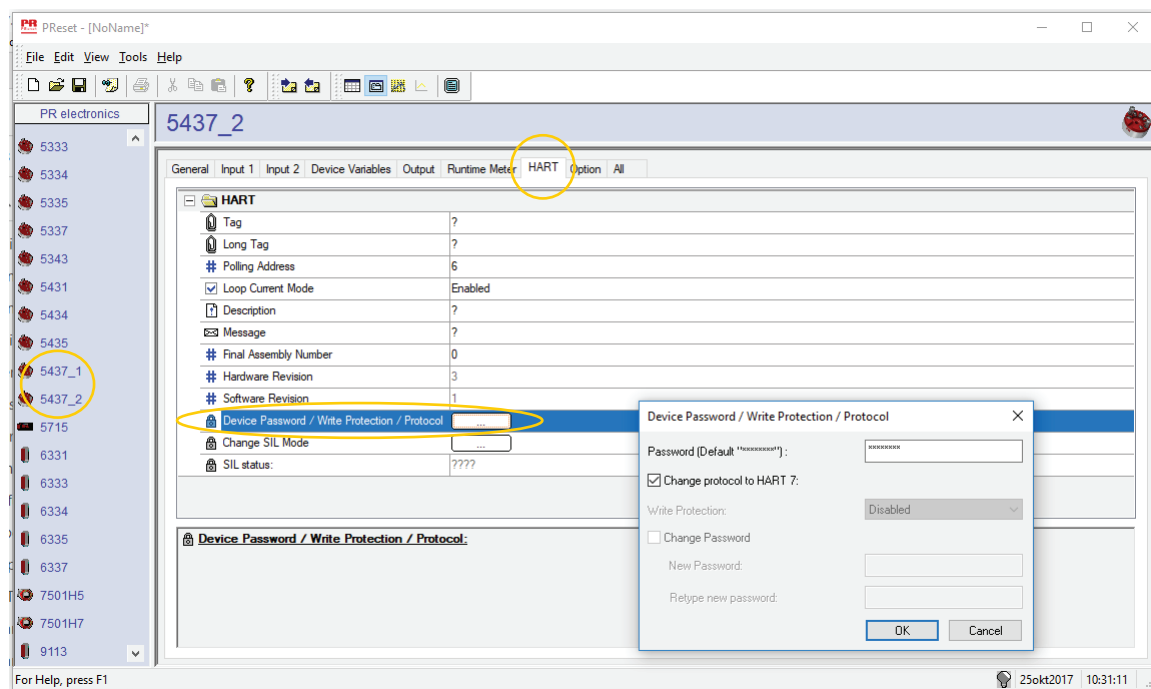 PR PReset - [NoName]*
File Edit View Tools Help
PR electronics
5437_2
5333
5334
5335
5337
5343
5431
5434
5435
5437_1
5437_2
5715
6331
6333
6334
6335
6337
7501H5
7501H7
9113
General Input 1 Input 2 Device Variables Output Runtime Meter HART Option All
HART
Tag ?
Long Tag ?
Polling Address 6
Loop Current Mode Enabled
Description ?
Message ?
Final Assembly Number 0
Hardware Revision 3
Software Revision 1
Device Password / Write Protection / Protocol ...
Change SIL Mode ...
SIL status: ????
Device Password / Write Protection / Protocol:
Device Password / Write Protection / Protocol
Password (Default "********") : ********
Change protocol to HART 7:
Write Protection: Disabled
Change Password
New Password:
Retype new password:
OK Cancel
For Help, press F1 25okt2017 10:31:11